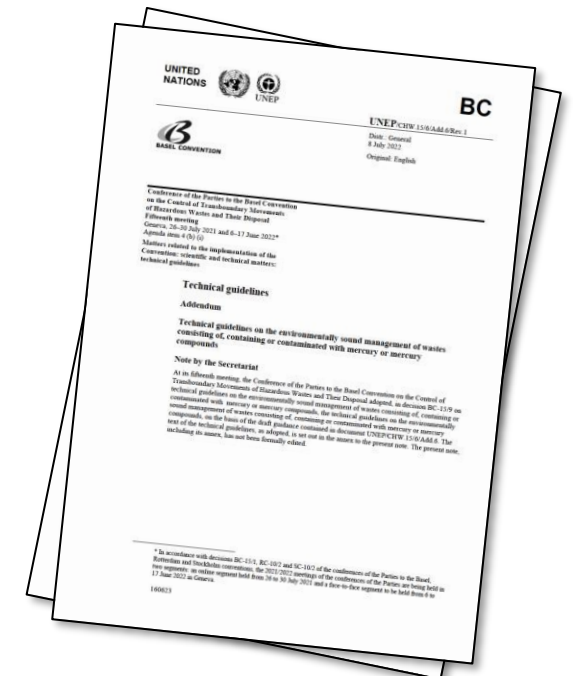 UNITED
NATIONS
BC
UNEP
UNEP/CHW.15/6/Add.6/Rev.1
Distr.: General
8 July 2022
Original: English
BASEL CONVENTION
Conference of the Parties to the Basel Convention
on the Control of Transboundary Movements
of Hazardous Wastes and Their Disposal
Fifteenth meeting
Geneva, 26–30 July 2021 and 6–17 June 2022*
Agenda item 4 (b) (i)
Matters related to the implementation of the
Convention: scientific and technical matters:
technical guidelines
Technical guidelines
Addendum
Technical guidelines on the environmentally sound management of wastes
consisting of, containing or contaminated with mercury or mercury
compounds
Note by the Secretariat
At its fifteenth meeting, the Conference of the Parties to the Basel Convention on the Control of
Transboundary Movements of Hazardous Wastes and Their Disposal adopted, in decision BC-15/9 on
technical guidelines on the environmentally sound management of wastes consisting of, containing or
contaminated with mercury or mercury compounds, the technical guidelines on the environmentally
sound management of wastes consisting of, containing or contaminated with mercury or mercury
compounds, on the basis of the draft guidance contained in document UNEP/CHW.15/6/Add.6. The
text of the technical guidelines, as adopted, is set out in the annex to the present note. The present note,
including its annex, has not been formally edited.
* In accordance with decisions BC-15/1, RC-10/2 and SC-10/2 of the conferences of the Parties to the Basel,
Rotterdam and Stockholm conventions, the 2021/2022 meetings of the conferences of the Parties are being held in
two segments: an online segment held from 26 to 30 July 2021 and a face-to-face segment to be held from 6 to
17 June 2022 in Geneva.
180823